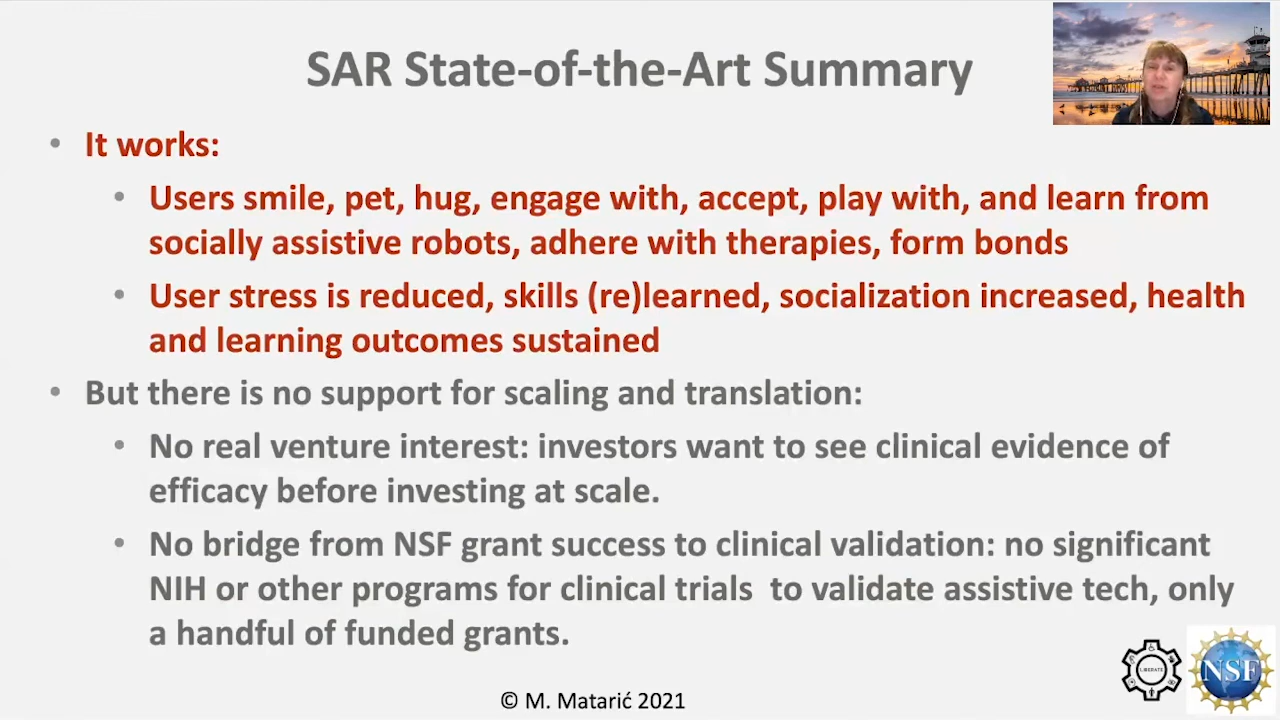 SAR State-of-the-Art Summary
• It works:
• Users smile, pet, hug, engage with, accept, play with, and learn from
socially assistive robots, adhere with therapies, form bonds
• User stress is reduced, skills (re)learned, socialization increased, health
and learning outcomes sustained
• But there is no support for scaling and translation:
• No real venture interest: investors want to see clinical evidence of
efficacy before investing at scale.
• No bridge from NSF grant success to clinical validation: no significant
NIH or other programs for clinical trials  to validate assistive tech, only
a handful of funded grants.
LIBERATE
NSF
© M. Matarić 2021